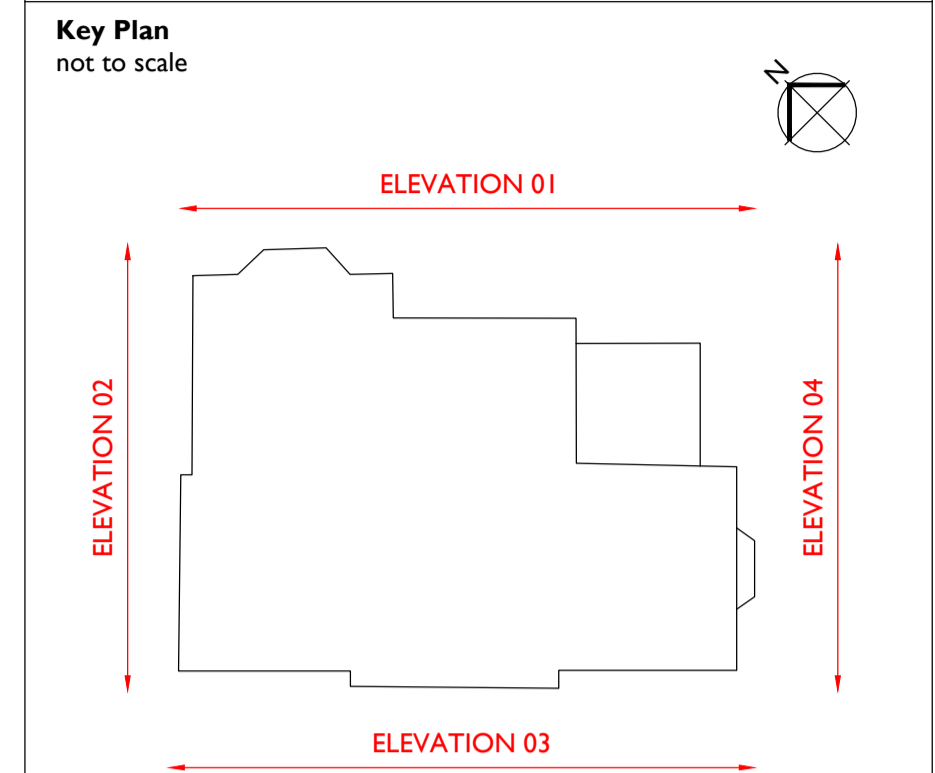 Key Plan
not to scale
N
ELEVATION 01
ELEVATION 02
ELEVATION 04
ELEVATION 03